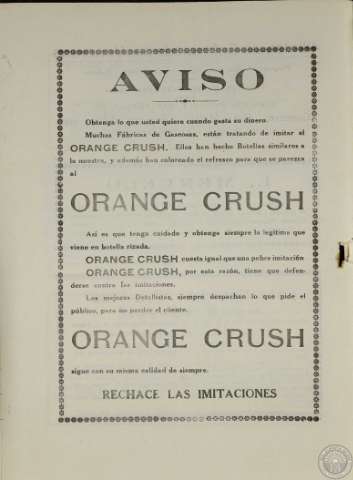 AVISO
Obtenga lo que usted quiere cuando gasta su dinero.
Muchas Fábricas de Gaseosas, están tratando de imitar al
ORANGE CRUSH. Ellos han hecho Botellas similares a
la nuestra, y además han coloreado el refresco para que se parezca
al
ORANGE CRUSH
Así es que tenga cuidado y obtenga siempre la legítima que
viene en botella rizada.
ORANGE CRUSH cuesta igual que una pobre imitación
ORANGE CRUSH, por esta razón, tiene que defen-
derse contra las imitaciones.
Los mejores Detallistas, siempre despachan lo que pide el
público, para no perder el cliente.
ORANGE CRUSH
sigue con su misma calidad de siempre.
RECHACE LAS IMITACIONES